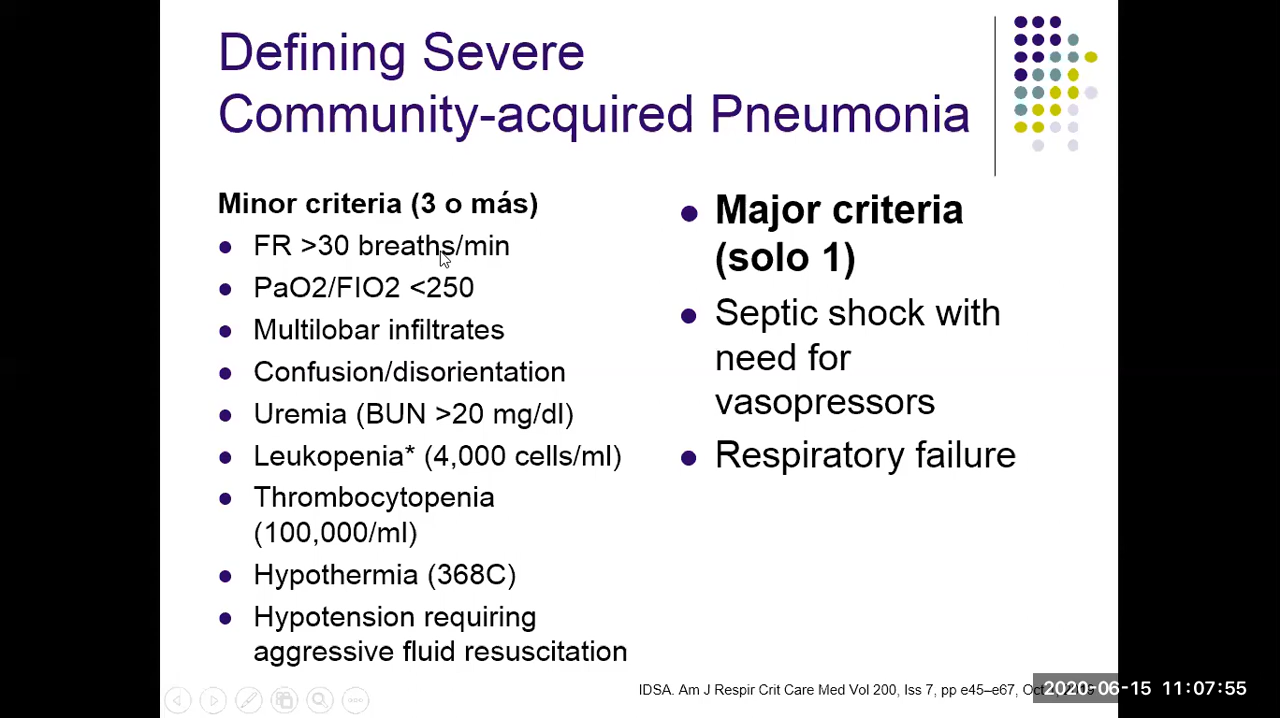 Defining Severe
Community-acquired Pneumonia
Minor criteria (3 o más)
FR >30 breaths/min
PaO2/FIO2 <250
Multilobar infiltrates
Confusion/disorientation
Uremia (BUN >20 mg/dl)
Leukopenia* (4,000 cells/ml)
Thrombocytopenia
(100,000/ml)
Hypothermia (368C)
Hypotension requiring
aggressive fluid resuscitation
Major criteria
(solo 1)
Septic shock with
need for
vasopressors
Respiratory failure
IDSA. Am J Respir Crit Care Med Vol 200, Iss 7, pp e45–e67,
2020-06-15 11:07:55